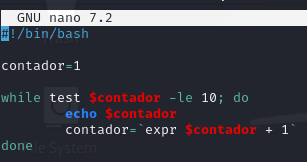 GNU nano 7.2
#!/bin/bash
contador=1
while test $contador -le 10; do
echo $contador
contador=`expr $contador + 1`
done